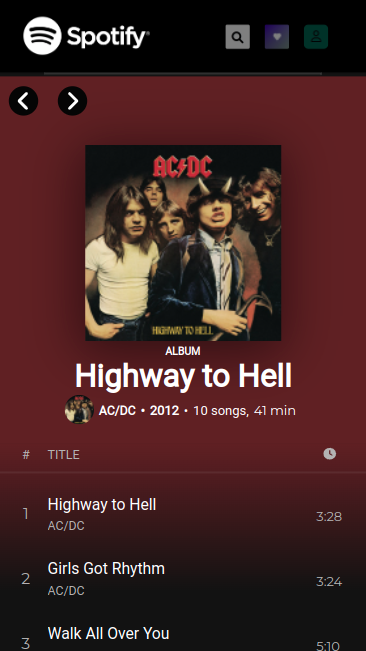 Spotify
AC/DC
HIGHWAY TO HELL
ALBUM
Highway to Hell
AC/DC • 2012 • 10 songs, 41 min
# TITLE
1 Highway to Hell 3:28
AC/DC
2 Girls Got Rhythm 3:24
AC/DC
3 Walk All Over You 5:10